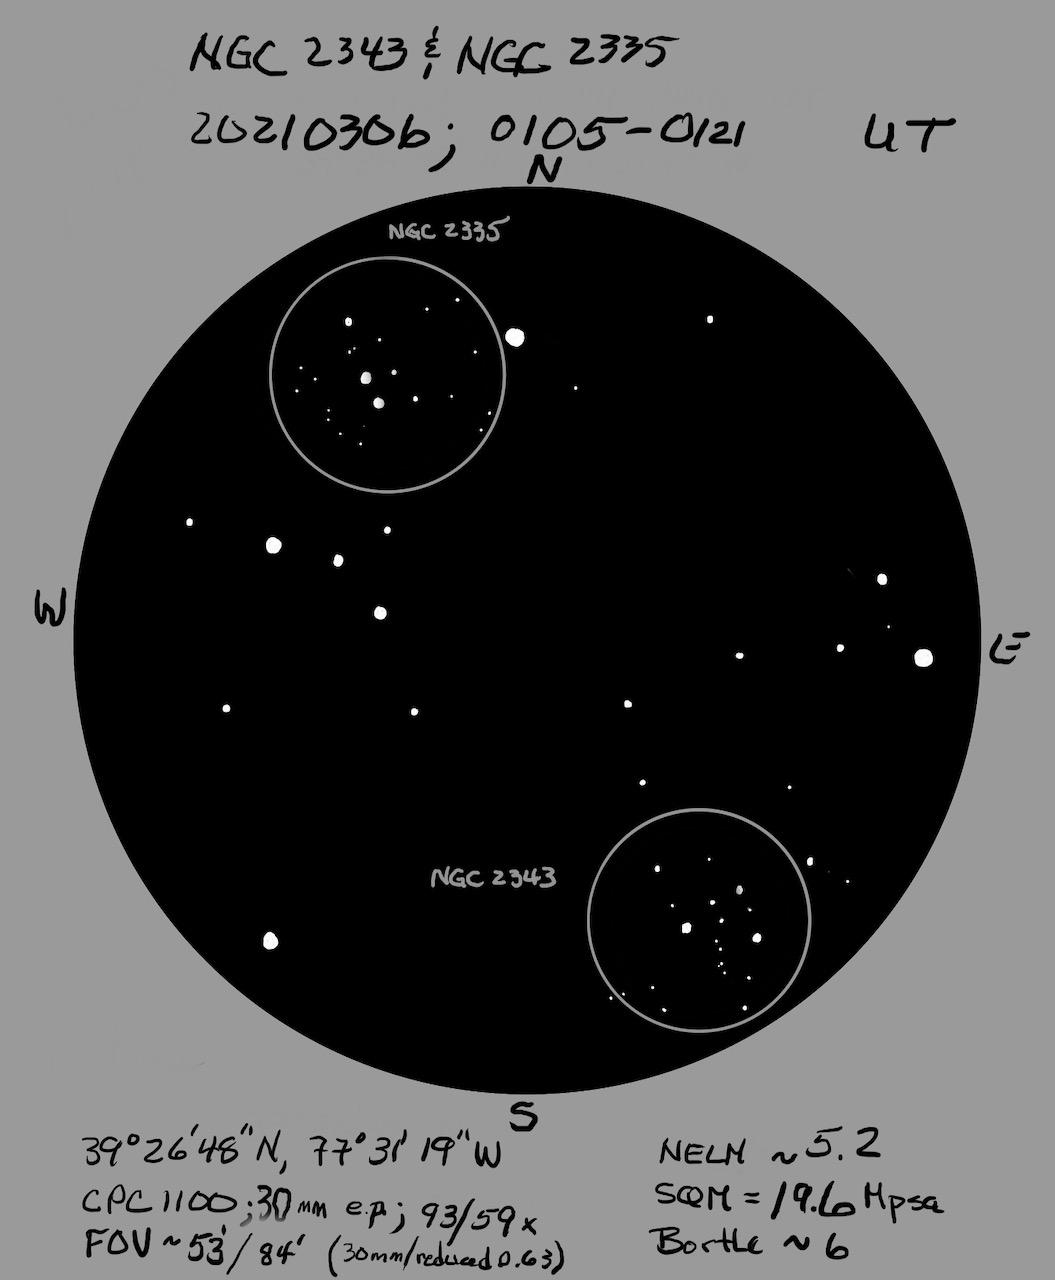 NGC 2343 & NGC 2335
20210306; 0105-0121 UT
N
NGC 2335
W
E
NGC 2343
S
39°26'48"N, 77°31'19"W
CPC 1100; 30mm e.p; 93/59x
FOV ~53'/84' (30mm/reduced 0.63)
NELM ~5.2
SQM = 19.6 Mpsa
Bortle ~ 6